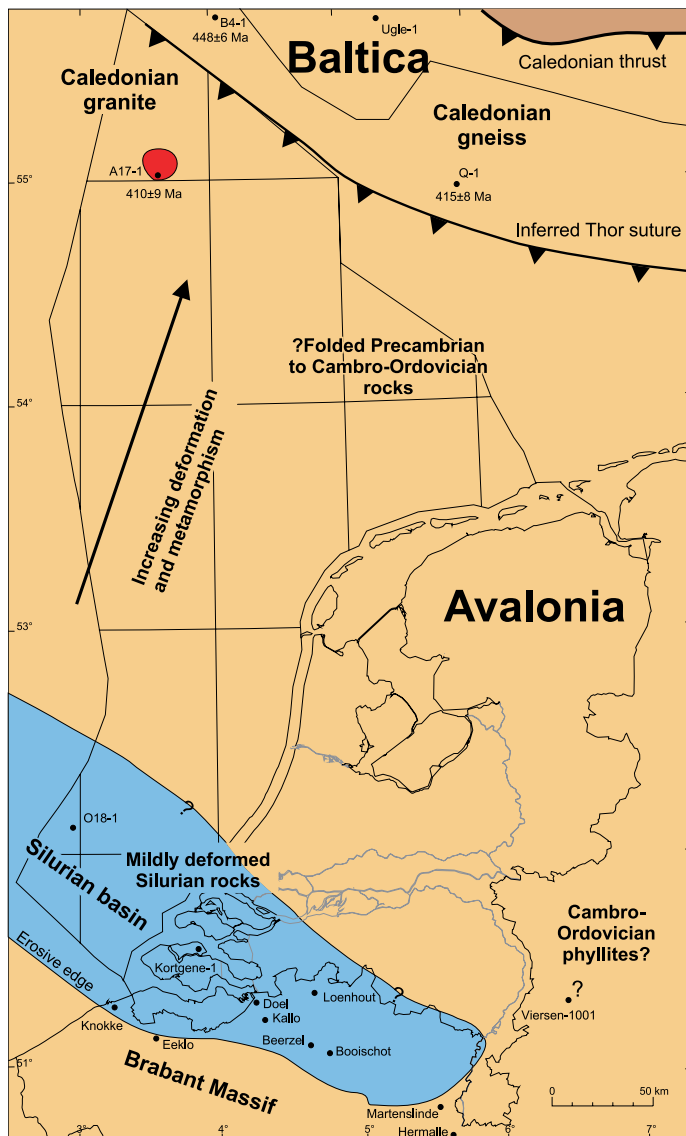 B4-1
448±6 Ma
Ugle-1
Baltica
Caledonian thrust
Caledonian
granite
Caledonian
gneiss
A17-1
410±9 Ma
Q-1
415±8 Ma
55°
Inferred Thor suture
?Folded Precambrian
to Cambro-Ordovician
rocks
54°
Increasing deformation
and metamorphism
Avalonia
53°
?
O18-1
Silurian basin
Mildly deformed
Silurian rocks
Cambro-
Ordovician
phyllites?
Erosive edge
Kortgene-1
?
?
Loenhout
Doel
Viersen-1001
Knokke
Kallo
Eeklo
Beerzel
Booischot
51°
Brabant Massif
0
50 km
Martenslinde
3°
4°
5°
6°
7°
Hermalle